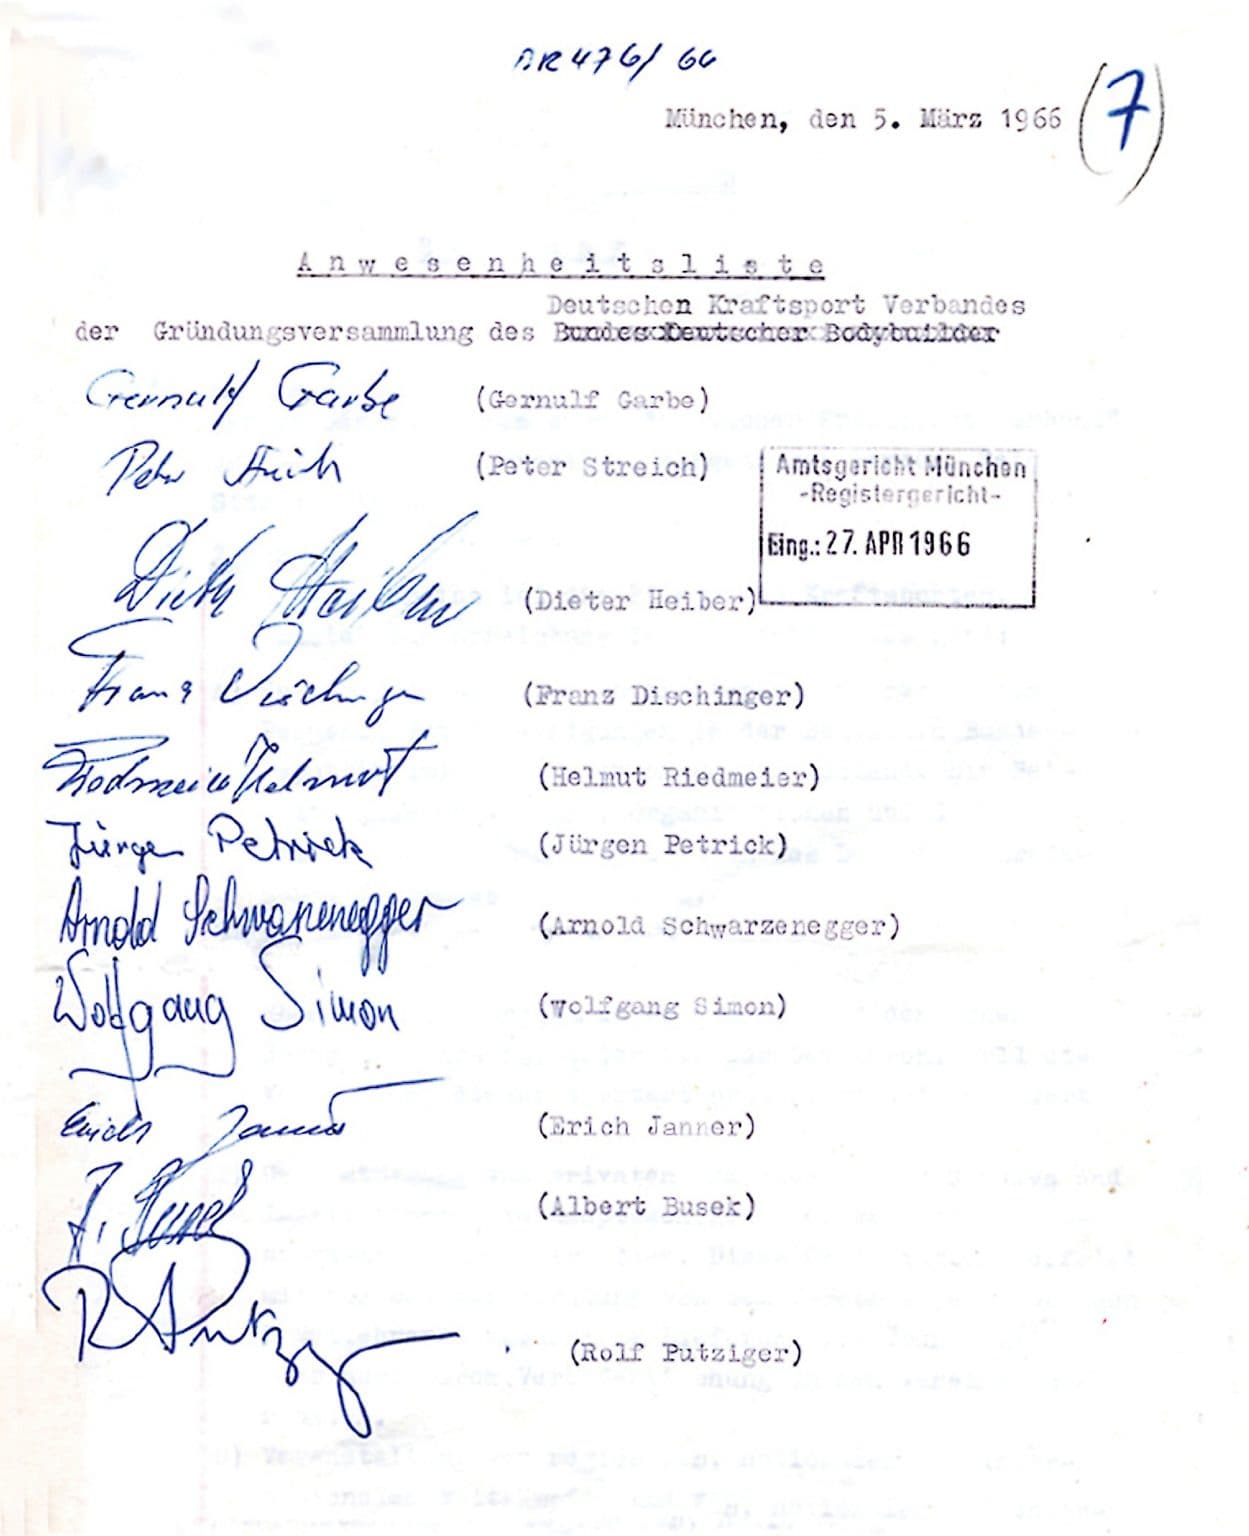 AR 476/66
München, den 5. März 1966
(7)
Anwesenheitsliste
Deutschen Kraftsport Verbandes
der Gründungsversammlung des Bundes Deutscher Bodybuilder
Gernulf Garbe (Gernulf Garbe)
Peter Streich (Peter Streich)
Amtsgericht München
-Registergericht-
Eing.: 27. APR 1966
Dieter Heiber (Dieter Heiber)
Franz Dischinger (Franz Dischinger)
Riedmeier Helmut (Helmut Riedmeier)
Jürgen Petrick (Jürgen Petrick)
Arnold Schwarzenegger (Arnold Schwarzenegger)
Wolfgang Simon (Wolfgang Simon)
Erich Janner (Erich Janner)
A. Busek (Albert Busek)
R Putziger (Rolf Putziger)